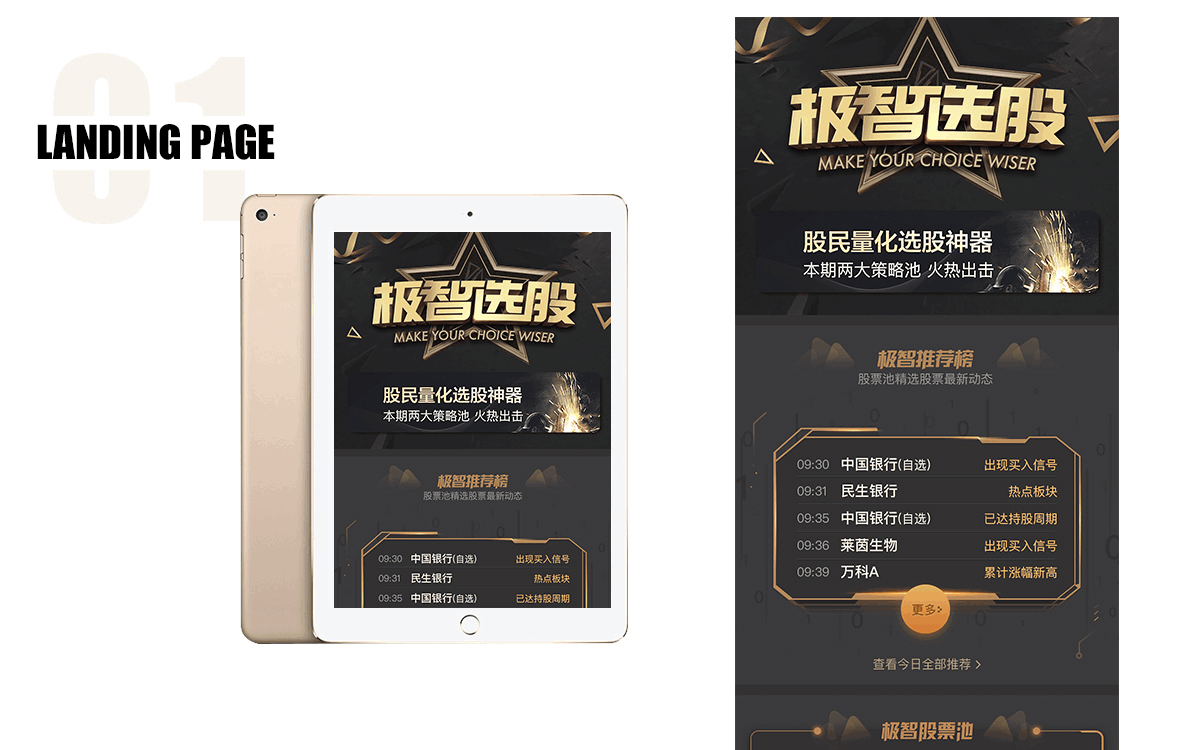 01
LANDING PAGE
极智选股
MAKE YOUR CHOICE WISER
股民量化选股神器
本期两大策略池 火热出击
极智推荐榜
股票池精选股票最新动态
09:30 中国银行(自选) 出现买入信号
09:31 民生银行 热点板块
09:35 中国银行(自选) 已达持股周期
极智选股
MAKE YOUR CHOICE WISER
股民量化选股神器
本期两大策略池 火热出击
极智推荐榜
股票池精选股票最新动态
09:30 中国银行(自选) 出现买入信号
09:31 民生银行 热点板块
09:35 中国银行(自选) 已达持股周期
09:36 莱茵生物 出现买入信号
09:39 万科A 累计涨幅新高
更多
查看今日全部推荐 >
极智股票池